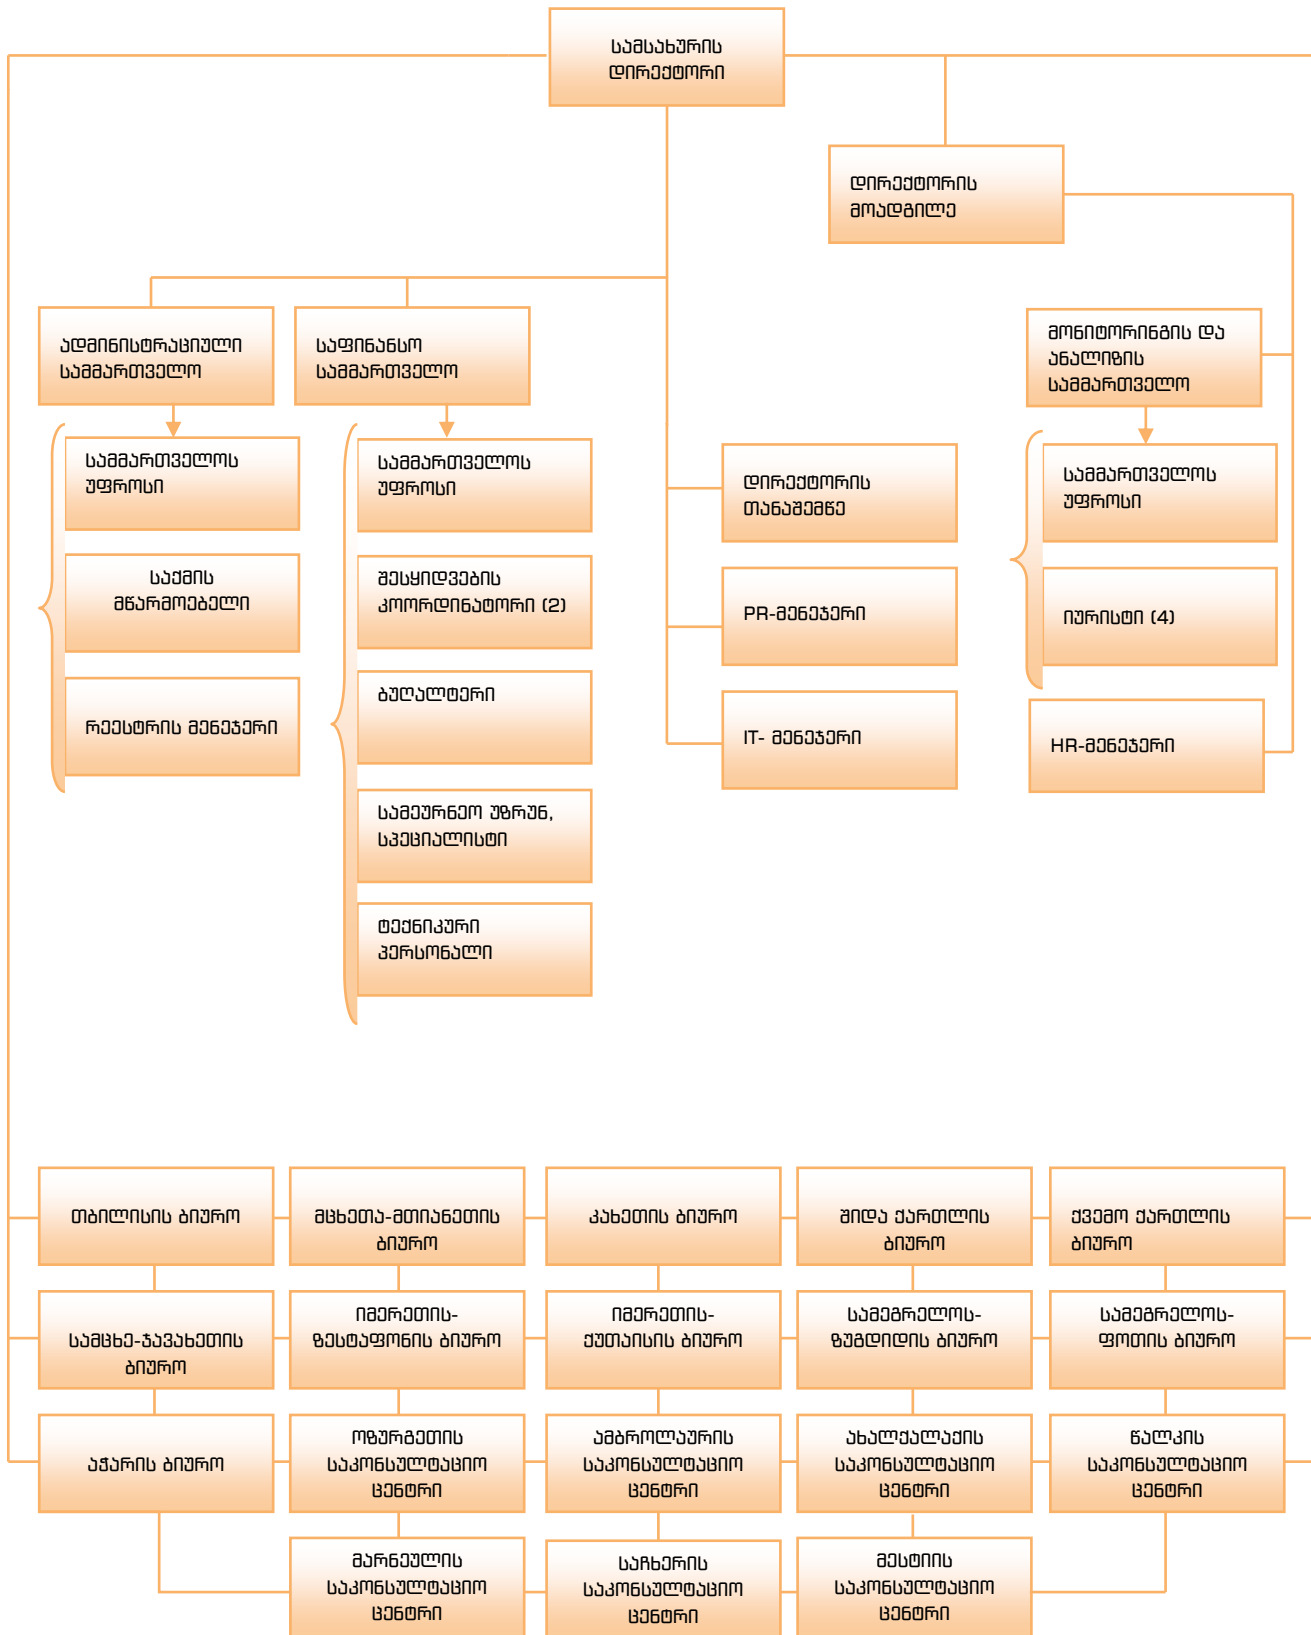 სამსახურის
დირექტორი
დირექტორის
მოადგილე
ადმინისტრაციული
სამმართველო
საფინანსო
სამმართველო
მონიტორინგის და
ანალიზის
სამმართველო
სამმართველოს
უფროსი
საქმის
მწარმოებელი
რეესტრის მენეჯერი
სამმართველოს
უფროსი
შესყიდვების
კოორდინატორი (2)
ბუღალტერი
სამეურნეო უზრუნ,
სპეციალისტი
ტექნიკური
პერსონალი
დირექტორის
თანაშემწე
PR-მენეჯერი
IT- მენეჯერი
სამმართველოს
უფროსი
იურისტი (4)
HR-მენეჯერი
თბილისის ბიურო
მცხეთა-მთიანეთის
ბიურო
კახეთის ბიურო
შიდა ქართლის
ბიურო
ქვემო ქართლის
ბიურო
სამცხე-ჯავახეთის
ბიურო
იმერეთის-
ზესტაფონის ბიურო
იმერეთის-
ქუთაისის ბიურო
სამეგრელოს-
ზუგდიდის ბიურო
სამეგრელოს-
ფოთის ბიურო
აჭარის ბიურო
ოზურგეთის
საკონსულტაციო
ცენტრი
ამბროლაურის
საკონსულტაციო
ცენტრი
ახალქალაქის
საკონსულტაციო
ცენტრი
წალკის
საკონსულტაციო
ცენტრი
მარნეულის
საკონსულტაციო
ცენტრი
საჩხერის
საკონსულტაციო
ცენტრი
მესტიის
საკონსულტაციო
ცენტრი